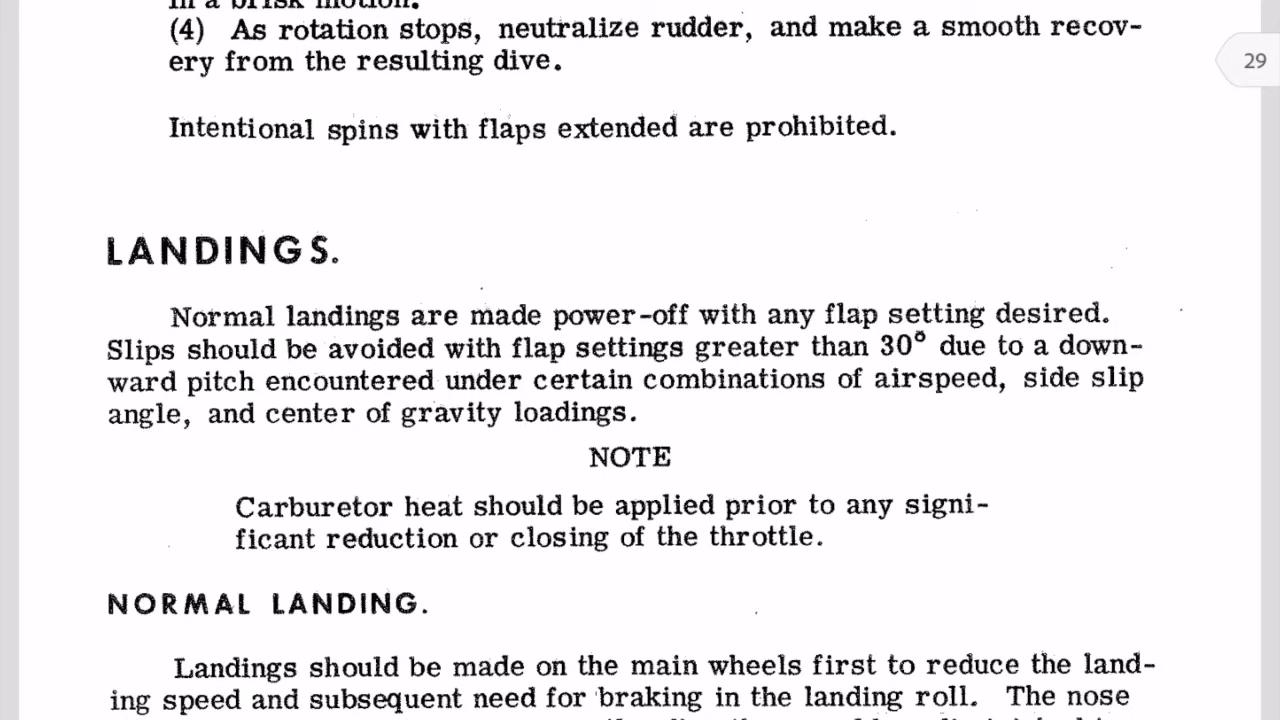 in a brisk motion.
(4) As rotation stops, neutralize rudder, and make a smooth recov-
ery from the resulting dive.
29
Intentional spins with flaps extended are prohibited.
LANDINGS.
Normal landings are made power-off with any flap setting desired.
Slips should be avoided with flap settings greater than 30° due to a down-
ward pitch encountered under certain combinations of airspeed, side slip
angle, and center of gravity loadings.
NOTE
Carburetor heat should be applied prior to any signi-
ficant reduction or closing of the throttle.
NORMAL LANDING.
Landings should be made on the main wheels first to reduce the land-
ing speed and subsequent need for braking in the landing roll. The nose